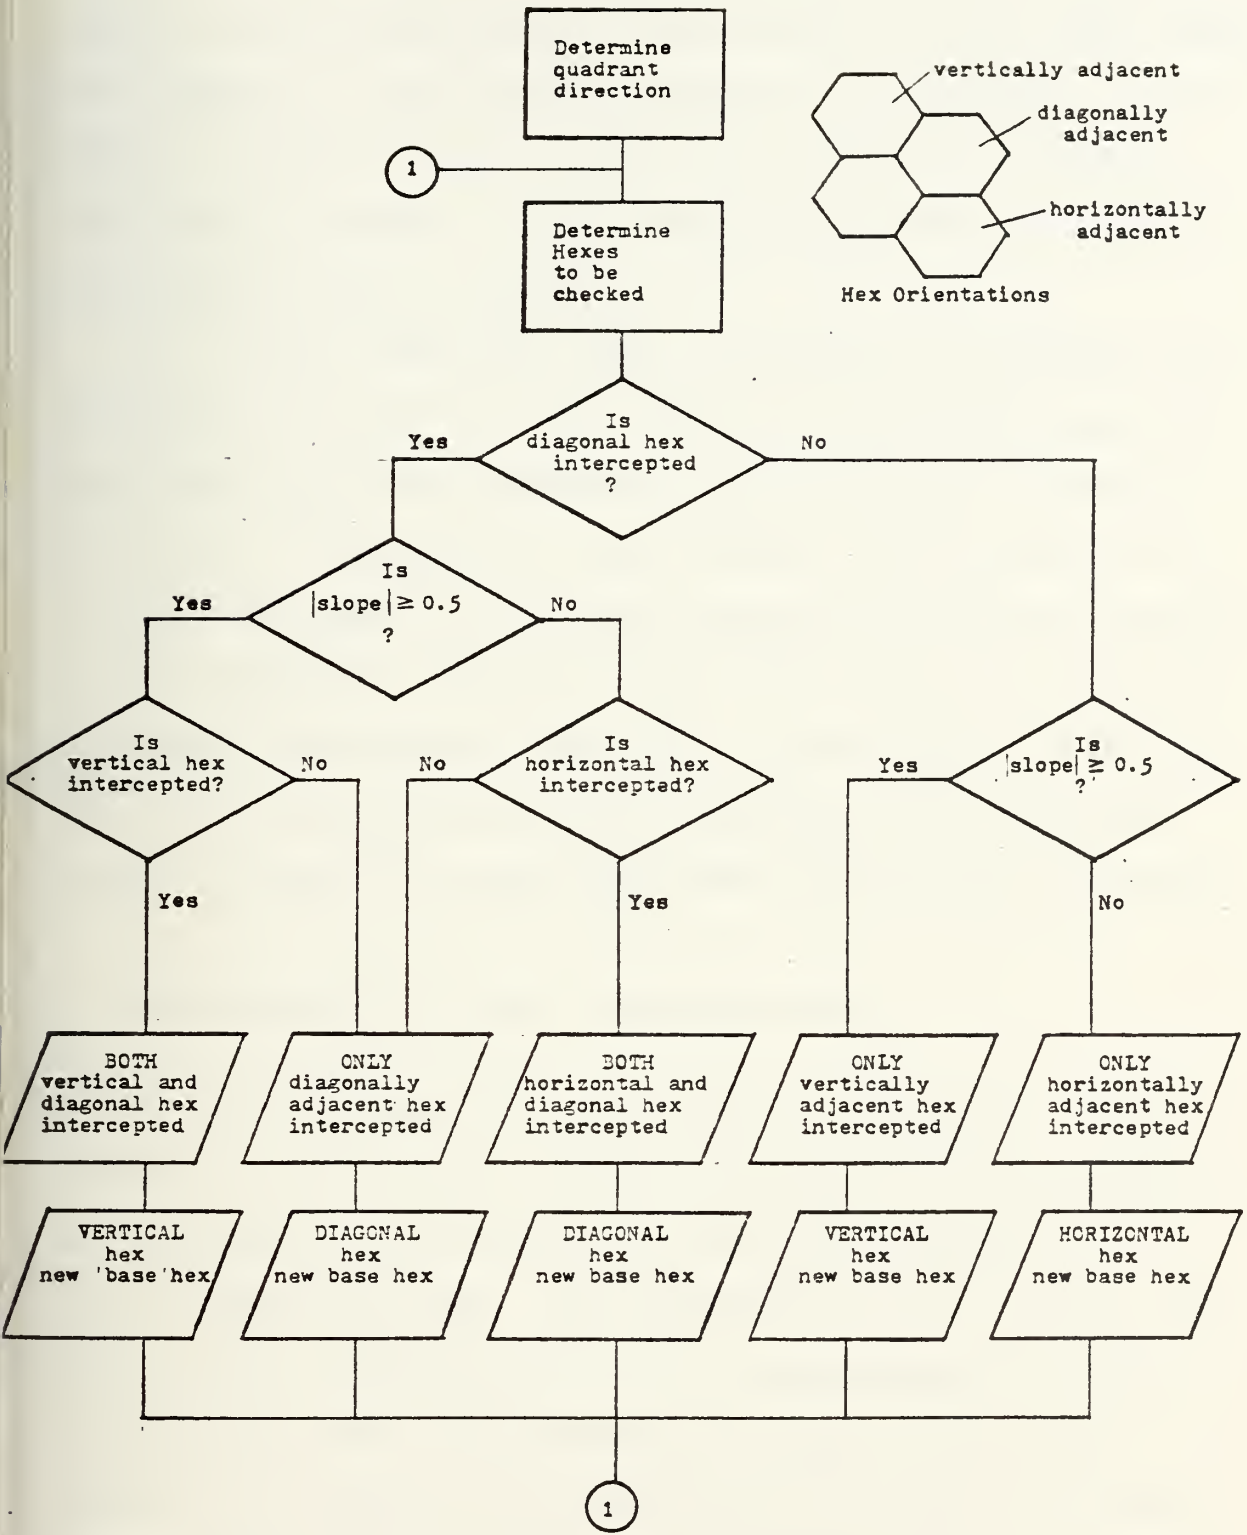 Determine
quadrant
direction
vertically adjacent
diagonally
adjacent
1
horizontally
adjacent
Determine
Hexes
to be
checked
Hex Orientations
Is
diagonal hex
intercepted
?
Yes
No
Is
|slope| ≥ 0.5
?
Yes
No
Is
vertical hex
intercepted?
No
Yes
Is
horizontal hex
intercepted?
No
Yes
Is
|slope| ≥ 0.5
?
Yes
No
BOTH
vertical and
diagonal hex
intercepted
ONLY
diagonally
adjacent hex
intercepted
BOTH
horizontal and
diagonal hex
intercepted
ONLY
vertically
adjacent hex
intercepted
ONLY
horizontally
adjacent hex
intercepted
VERTICAL
hex
new 'base' hex
DIAGONAL
hex
new base hex
DIAGONAL
hex
new base hex
VERTICAL
hex
new base hex
HORIZONTAL
hex
new base hex
1